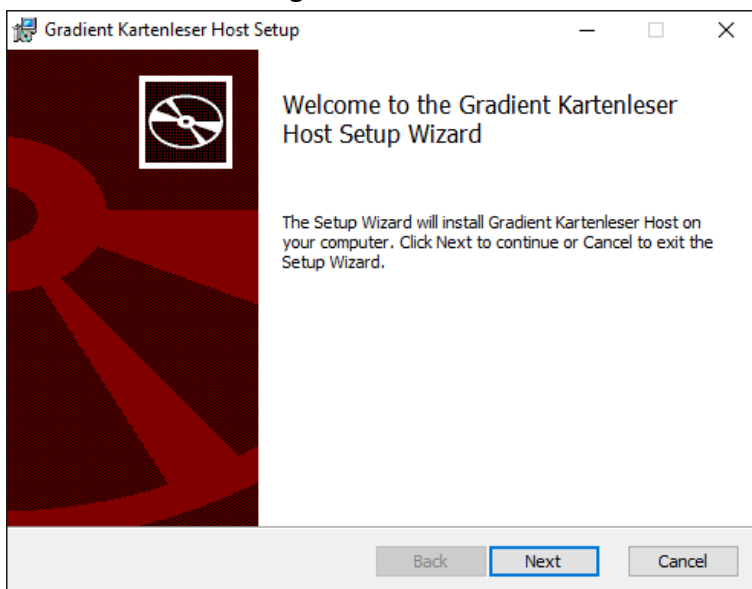 Gradient Kartenleser Host Setup
Welcome to the Gradient Kartenleser
Host Setup Wizard
The Setup Wizard will install Gradient Kartenleser Host on
your computer. Click Next to continue or Cancel to exit the
Setup Wizard.
Back Next Cancel